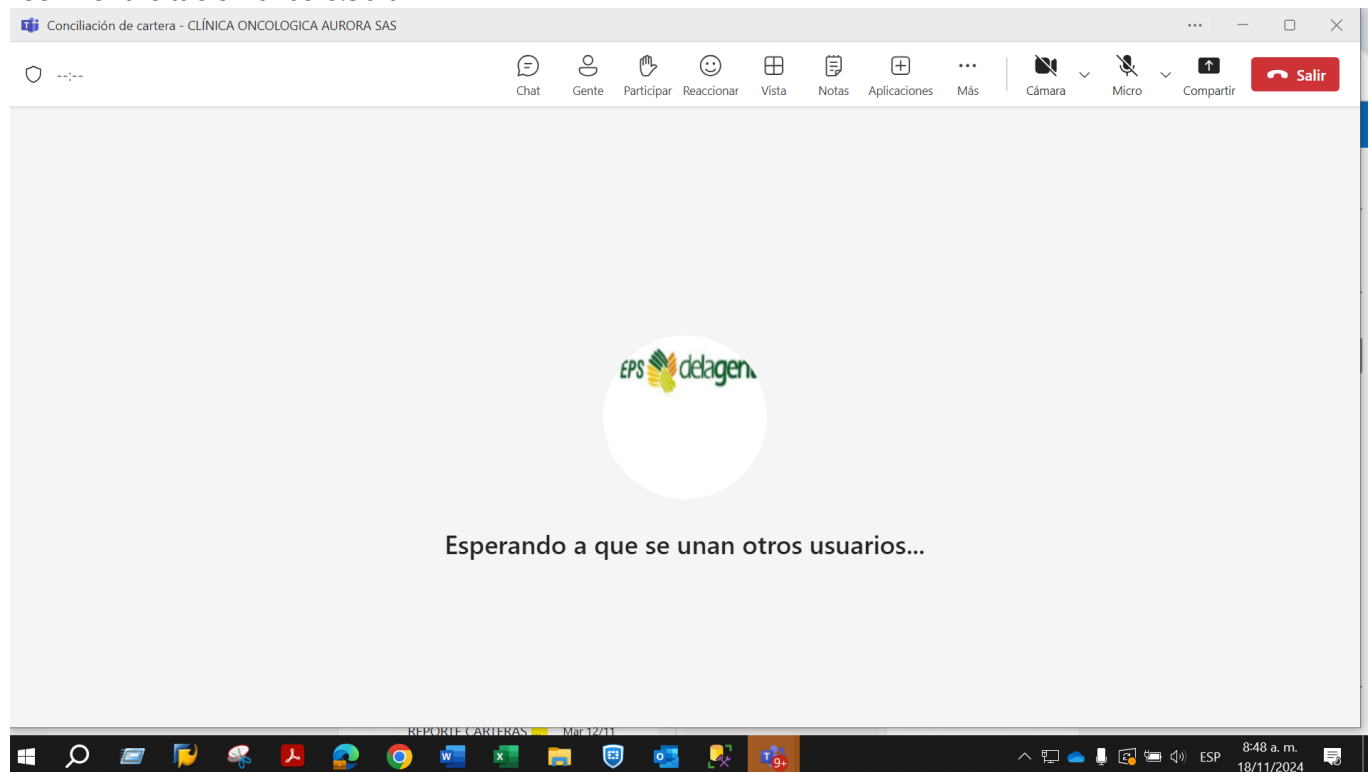 Conciliación de cartera - CLÍNICA ONCOLOGICA AURORA SAS
--:--
Chat Gente Participar Reaccionar Vista Notas Aplicaciones Más Cámara Micro Compartir Salir
EPS delagen
Esperando a que se unan otros usuarios...
REPORTE CARTERAS ... Mar 12/11
9+
ESP
8:48 a. m.
18/11/2024